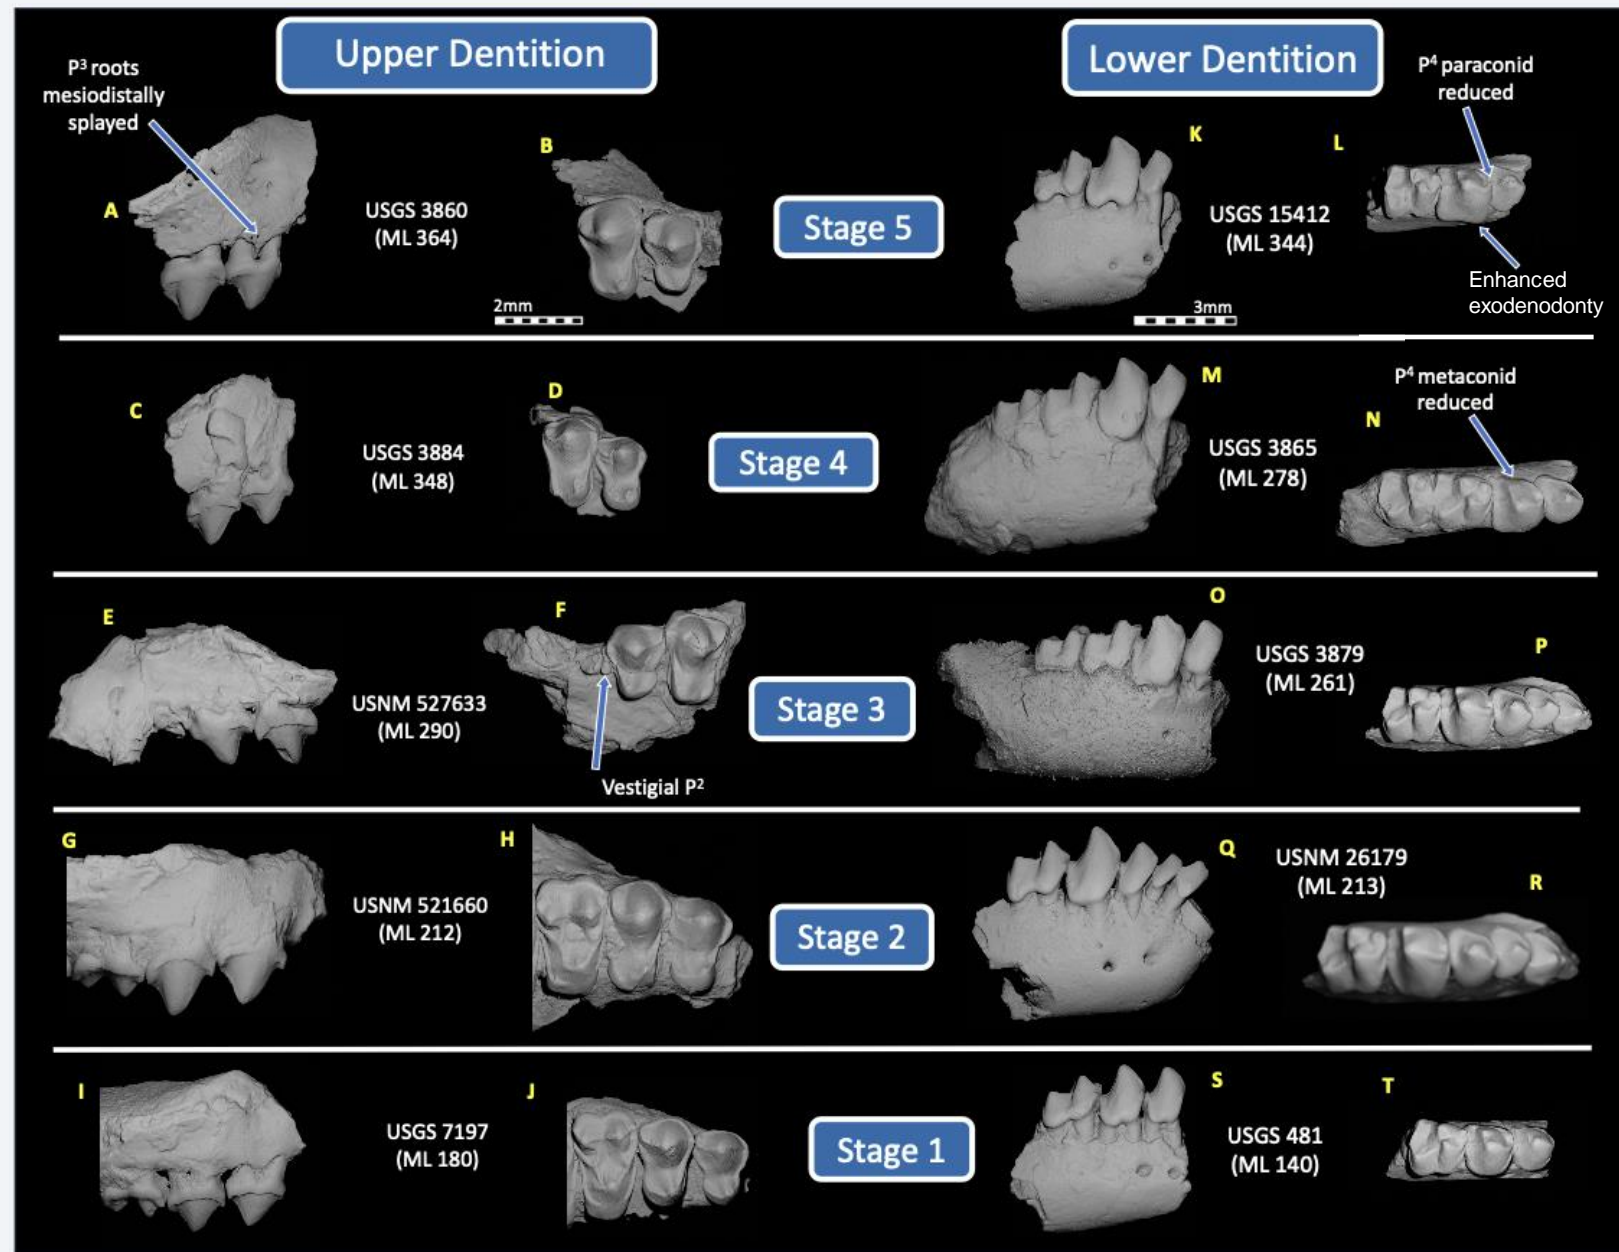 Upper Dentition
Lower Dentition
P³ roots
mesiodistally
splayed
P⁴ paraconid
reduced
A
USGS 3860
(ML 364)
B
Stage 5
K
USGS 15412
(ML 344)
L
Enhanced
exodenodonty
2mm
3mm
C
USGS 3884
(ML 348)
D
Stage 4
M
USGS 3865
(ML 278)
P⁴ metaconid
reduced
N
E
USNM 527633
(ML 290)
F
Vestigial P²
Stage 3
O
USGS 3879
(ML 261)
P
G
USNM 521660
(ML 212)
H
Stage 2
Q
USNM 26179
(ML 213)
R
I
USGS 7197
(ML 180)
J
Stage 1
S
USGS 481
(ML 140)
T